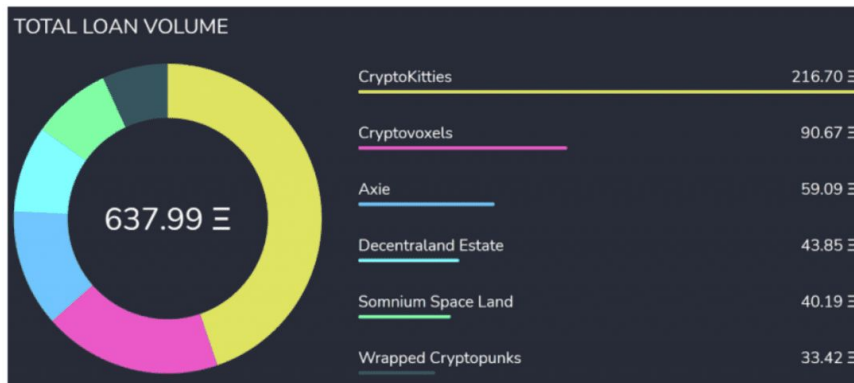 TOTAL LOAN VOLUME
637.99 Ξ
CryptoKitties 216.70 Ξ
Cryptovoxels 90.67 Ξ
Axie 59.09 Ξ
Decentraland Estate 43.85 Ξ
Somnium Space Land 40.19 Ξ
Wrapped Cryptopunks 33.42 Ξ